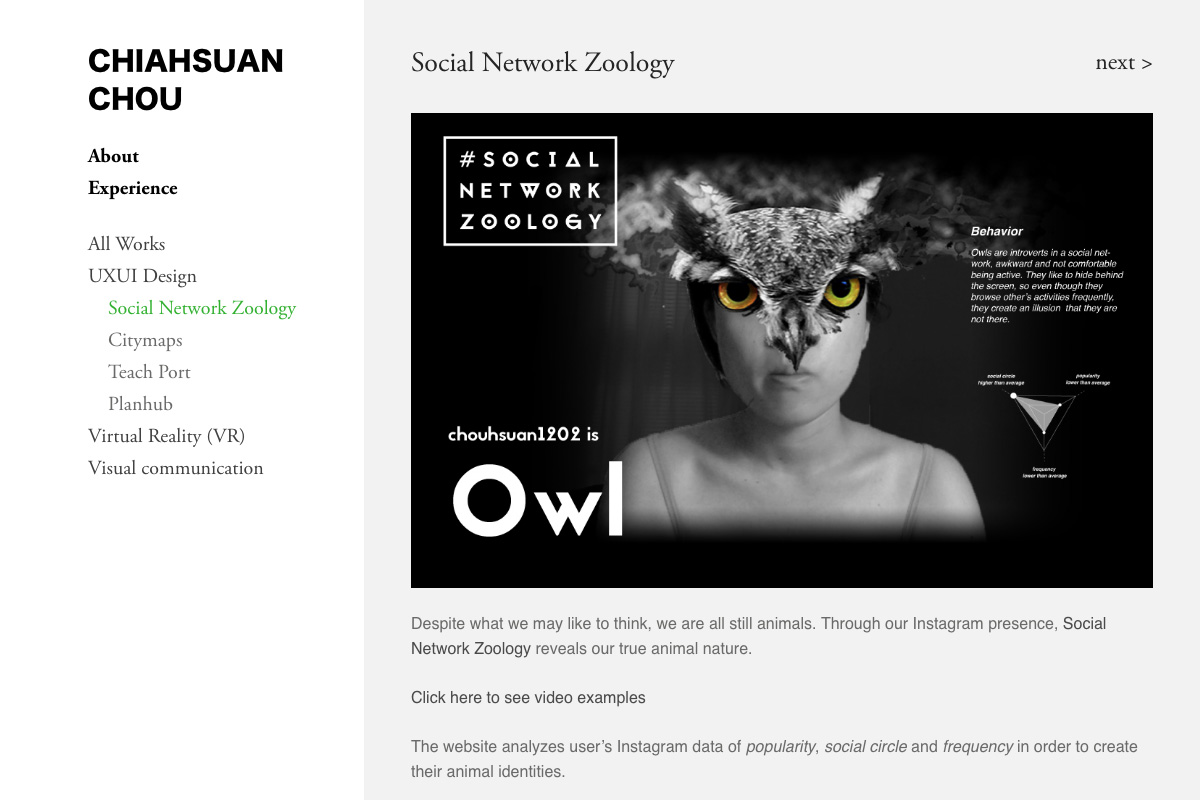 CHIAHSUAN
CHOU
About
Experience
All Works
UXUI Design
Social Network Zoology
Citymaps
Teach Port
Planhub
Virtual Reality (VR)
Visual communication
Social Network Zoology
next >
#SOCIAL
NETWORK
ZOOLOGY
Behavior
Owls are introverts in a social net-
work, awkward and not comfortable
being active. They like to hide behind
the screen, so even though they
browse other's activities frequently,
they create an illusion that they are
not there.
social circle
higher than average
popularity
lower than average
frequency
lower than average
chouhsuan1202 is
Owl
Despite what we may like to think, we are all still animals. Through our Instagram presence, Social
Network Zoology reveals our true animal nature.
Click here to see video examples
The website analyzes user’s Instagram data of popularity, social circle and frequency in order to create
their animal identities.